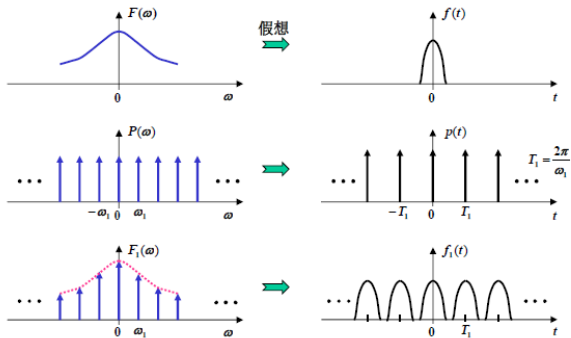 F(ω)
假想
f(t)
0
ω
0
t
P(ω)
p(t)
T₁ = 2π/ω₁
...
...
...
...
−ω₁ 0 ω₁
ω
−T₁ 0 T₁
t
F₁(ω)
f₁(t)
...
...
...
...
0 ω₁
ω
0 T₁
t